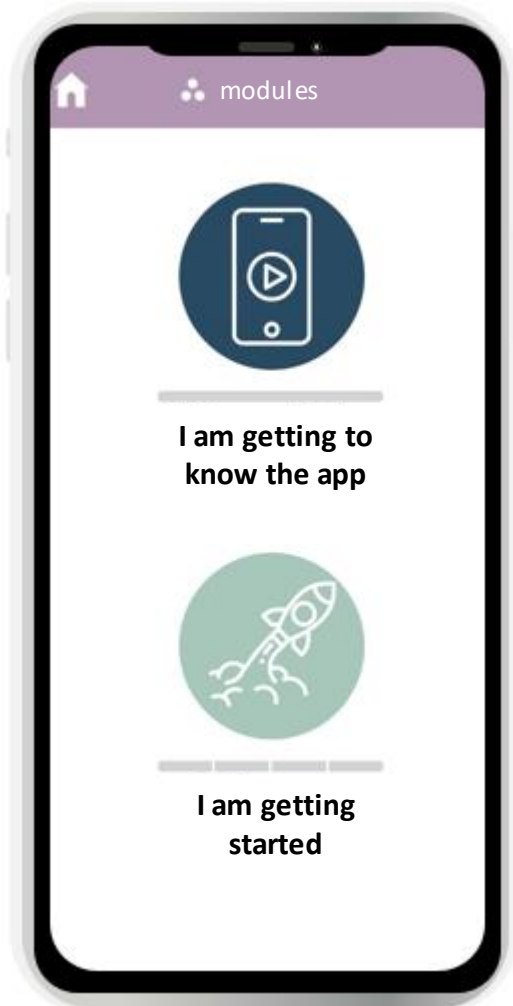 modules
I am getting to
know the app
I am getting
started